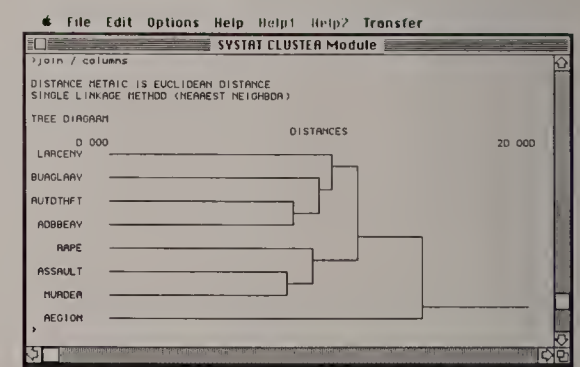 File Edit Options Help Help1 Help2 Transfer
SYSTAT CLUSTER Module
>join / columns
DISTANCE METRIC IS EUCLIDEAN DISTANCE
SINGLE LINKAGE METHOD (NEAREST NEIGHBOR)
TREE DIAGRAM
DISTANCES
0 000 20 000
LARCENY
BURGLARY
AUTOTHFT
ROBBERY
RAPE
ASSAULT
MURDER
REGION
>